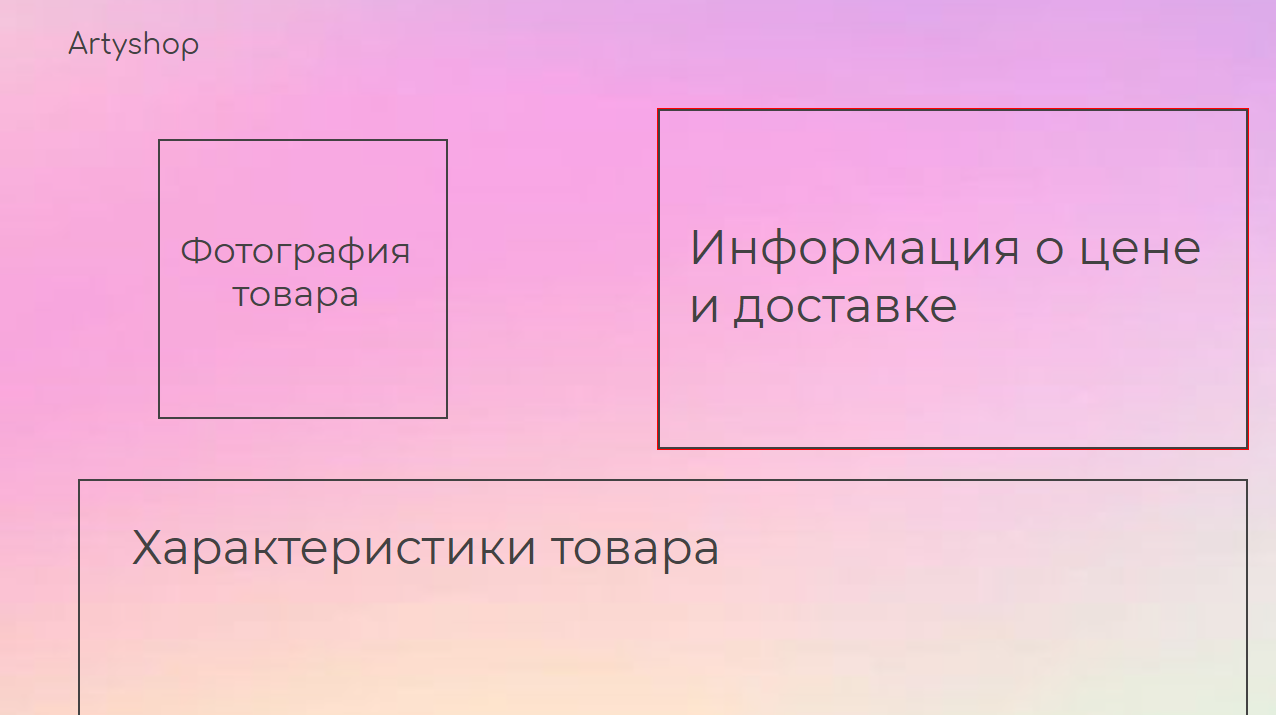 Artyshop
Фотография
товара
Информация о цене
и доставке
Характеристики товара